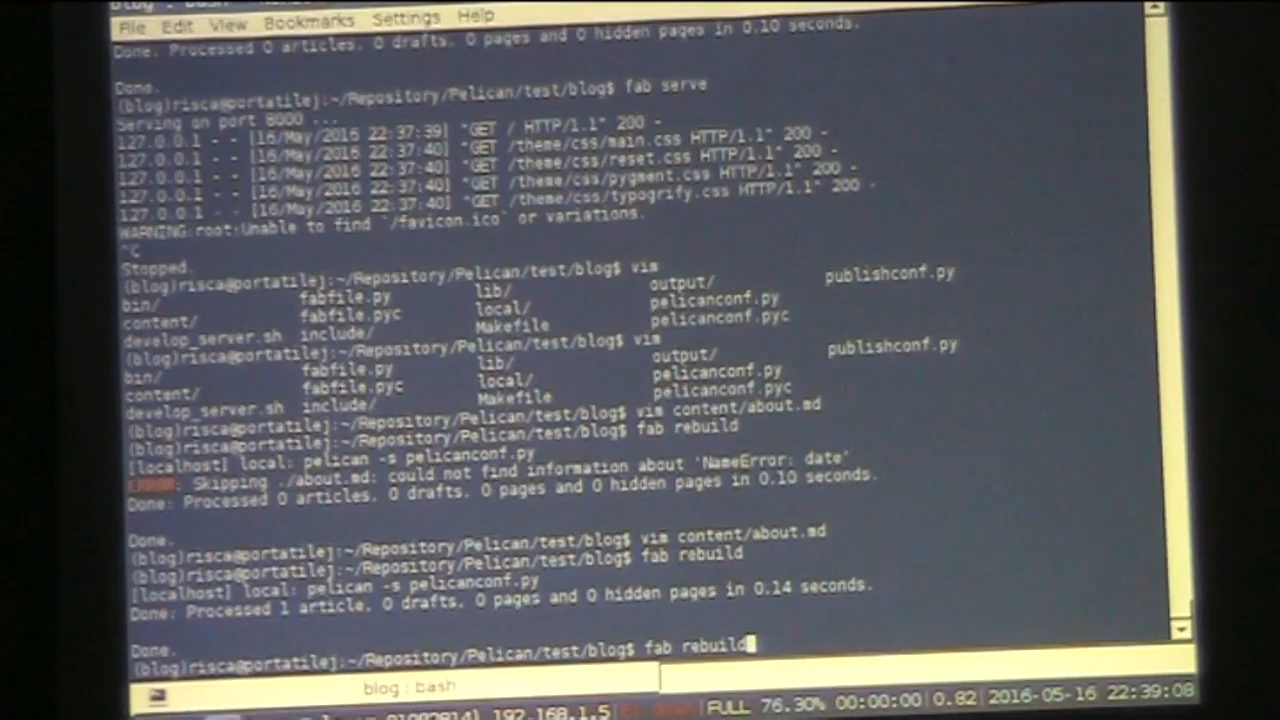 blog : bash
File Edit View Bookmarks Settings Help
Done. Processed 0 articles, 0 drafts, 0 pages and 0 hidden pages in 0.10 seconds.
Done.
(blog)risca@portatilej:~/Repository/Pelican/test/blog$ fab serve
Serving on port 8000 ...
127.0.0.1 - - [16/May/2016 22:37:39] "GET / HTTP/1.1" 200 -
127.0.0.1 - - [16/May/2016 22:37:40] "GET /theme/css/main.css HTTP/1.1" 200 -
127.0.0.1 - - [16/May/2016 22:37:40] "GET /theme/css/reset.css HTTP/1.1" 200 -
127.0.0.1 - - [16/May/2016 22:37:40] "GET /theme/css/pygment.css HTTP/1.1" 200 -
127.0.0.1 - - [16/May/2016 22:37:40] "GET /theme/css/typogrify.css HTTP/1.1" 200 -
WARNING:root:Unable to find `/favicon.ico` or variations.
^C
Stopped.
(blog)risca@portatilej:~/Repository/Pelican/test/blog$ vim
bin/ fabfile.py lib/ output/ publishconf.py
content/ fabfile.pyc local/ pelicanconf.py
develop_server.sh include/ Makefile pelicanconf.pyc
(blog)risca@portatilej:~/Repository/Pelican/test/blog$ vim
bin/ fabfile.py lib/ output/ publishconf.py
content/ fabfile.pyc local/ pelicanconf.py
develop_server.sh include/ Makefile pelicanconf.pyc
(blog)risca@portatilej:~/Repository/Pelican/test/blog$ vim content/about.md
(blog)risca@portatilej:~/Repository/Pelican/test/blog$ fab rebuild
[localhost] local: pelican -s pelicanconf.py
ERROR: Skipping ./about.md: could not find information about 'NameError: date'
Done: Processed 0 articles, 0 drafts, 0 pages and 0 hidden pages in 0.10 seconds.
Done.
(blog)risca@portatilej:~/Repository/Pelican/test/blog$ vim content/about.md
(blog)risca@portatilej:~/Repository/Pelican/test/blog$ fab rebuild
[localhost] local: pelican -s pelicanconf.py
Done: Processed 1 article, 0 drafts, 0 pages and 0 hidden pages in 0.14 seconds.
Done.
(blog)risca@portatilej:~/Repository/Pelican/test/blog$ fab rebuild
blog : bash
192.168.1.5 FULL 76.30% 00:00:00 | 0.82 | 2016-05-16 22:39:08